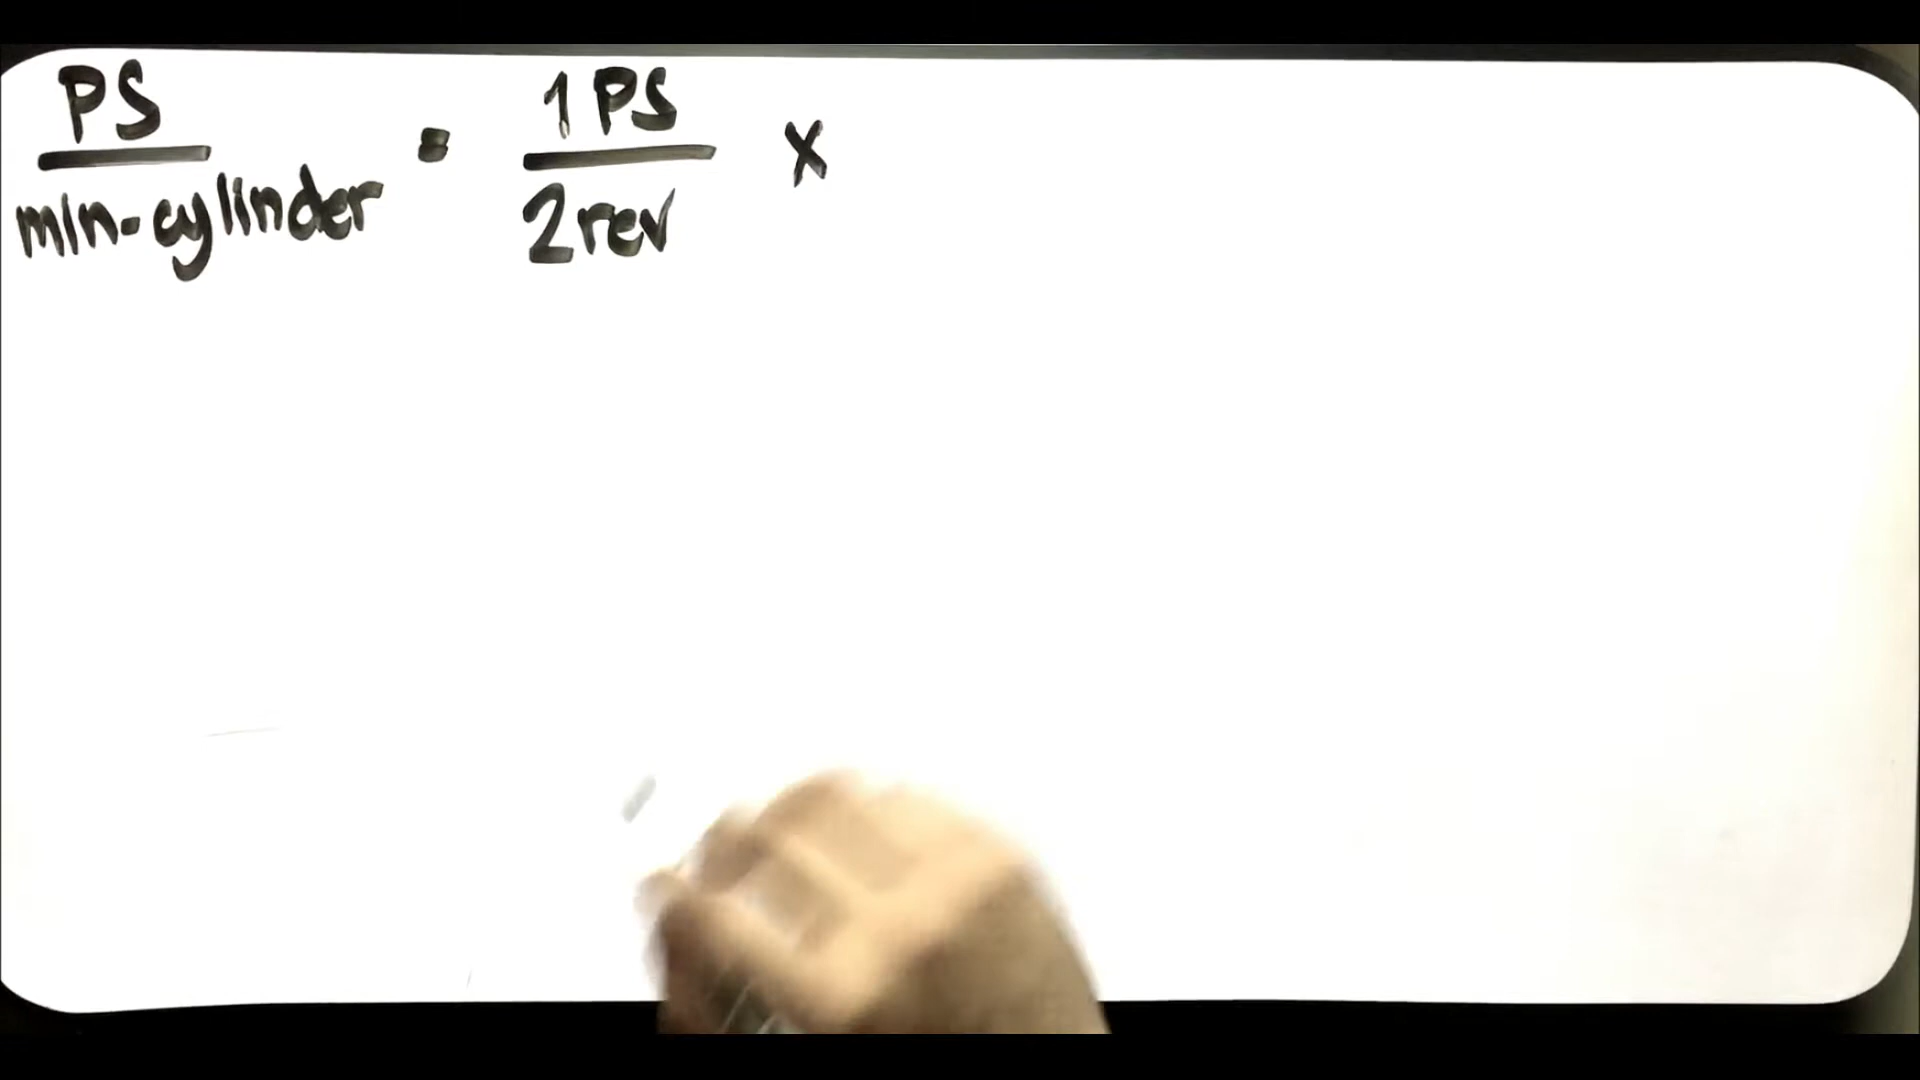 PS = 1 PS x
min-cylinder 2 rev